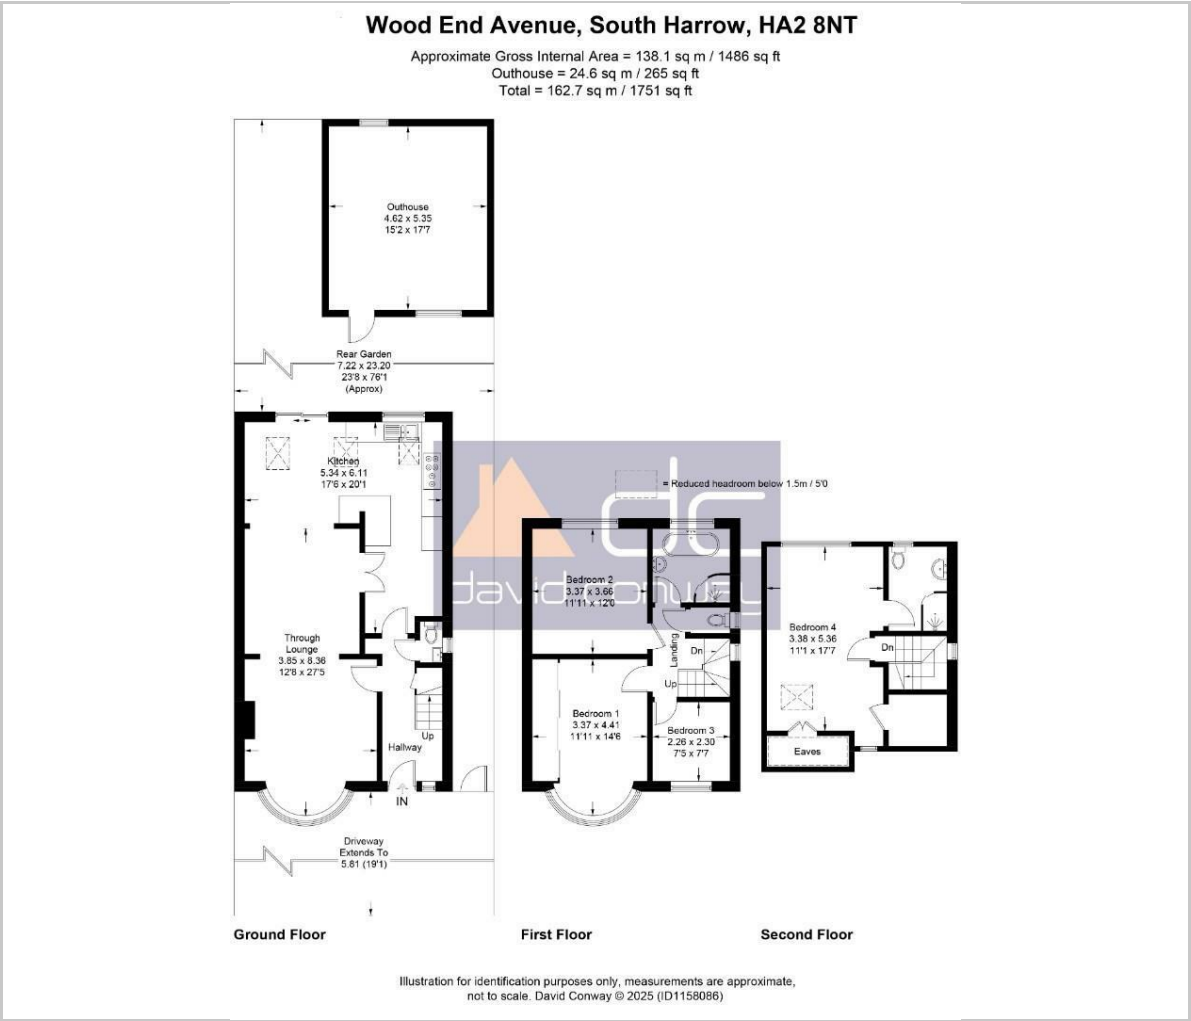 Wood End Avenue, South Harrow, HA2 8NT
Approximate Gross Internal Area = 138.1 sq m / 1486 sq ft
Outhouse = 24.6 sq m / 265 sq ft
Total = 162.7 sq m / 1751 sq ft
Outhouse
4.62 x 5.35
15'2 x 17'7
Rear Garden
7.22 x 23.20
23'8 x 76'1
(Approx)
Kitchen
5.34 x 6.11
17'6 x 20'1
Through
Lounge
3.85 x 8.36
12'8 x 27'5
Up
Hallway
IN
Driveway
Extends To
5.81 (19'1)
Ground Floor
dc
david conway
= Reduced headroom below 1.5m / 5'0
Bedroom 2
3.37 x 3.66
11'11 x 12'0
Landing
Dn
Up
Bedroom 1
3.37 x 4.41
11'11 x 14'6
Bedroom 3
2.26 x 2.30
7'5 x 7'7
First Floor
Bedroom 4
3.38 x 5.36
11'1 x 17'7
Dn
Eaves
Second Floor
Illustration for identification purposes only, measurements are approximate,
not to scale. David Conway © 2025 (ID1158086)